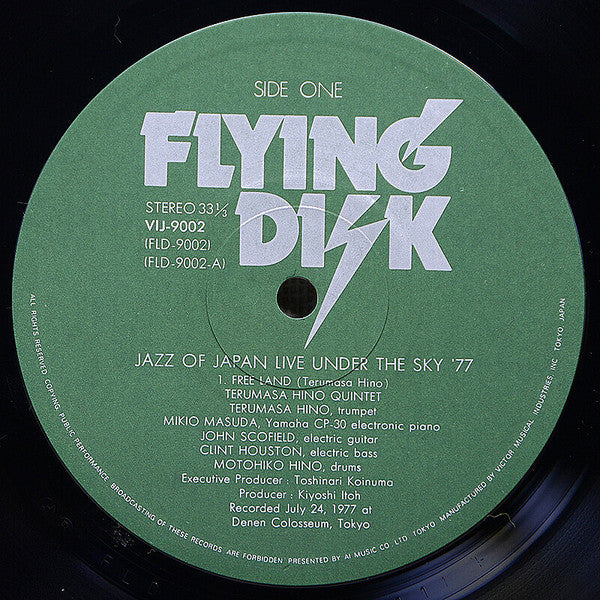 SIDE ONE
FLYING
DISK
STEREO 33⅓
VIJ-9002
(FLD-9002)
(FLD-9002-A)
JAZZ OF JAPAN LIVE UNDER THE SKY '77
1. FREE LAND (Terumasa Hino)
TERUMASA HINO QUINTET
TERUMASA HINO, trumpet
MIKIO MASUDA, Yamaha CP-30 electronic piano
JOHN SCOFIELD, electric guitar
CLINT HOUSTON, electric bass
MOTOHIKO HINO, drums
Executive Producer : Toshinari Koinuma
Producer : Kiyoshi Itoh
Recorded July 24, 1977 at
Denen Colosseum, Tokyo
ALL RIGHTS RESERVED COPYING, PUBLIC PERFORMANCE, BROADCASTING OF THESE RECORDS ARE FORBIDDEN PRESENTED BY AI MUSIC CO. LTD. TOKYO MANUFACTURED BY VICTOR MUSICAL INDUSTRIES, INC. TOKYO, JAPAN